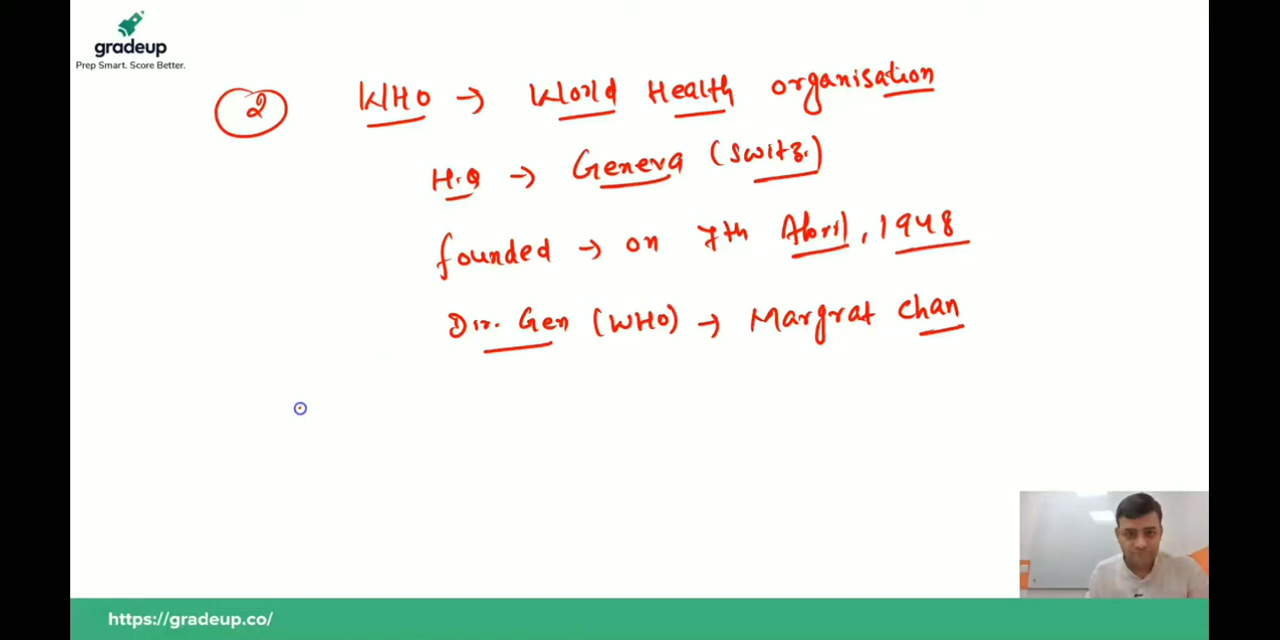 gradeup
Prep Smart. Score Better.
2 WHO → World Health organisation
H.Q → Geneva (Switz.)
founded → on 7th April, 1948
Dir. Gen (WHO) → Margrat Chan
https://gradeup.co/